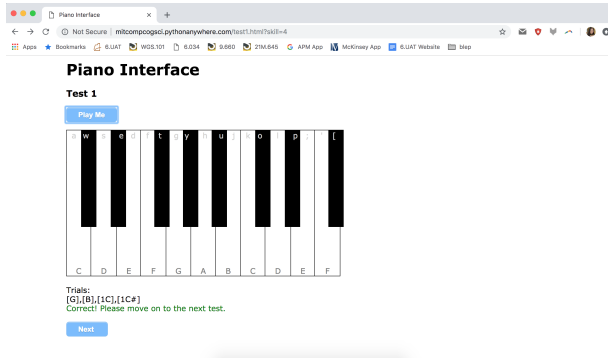 Piano Interface
Not Secure | mitcompcogsci.pythonanywhere.com/test1.html?skill=4
Apps Bookmarks 6.UAT WGS.101 6.034 9.660 21M.645 APM App McKinsey App 6.UAT Website blep
Piano Interface
Test 1
Play Me
a w s e d f t g y h u j k o l p ; ' [
C D E F G A B C D E F
Trials:
[G],[B],[1C],[1C#]
Correct! Please move on to the next test.
Next